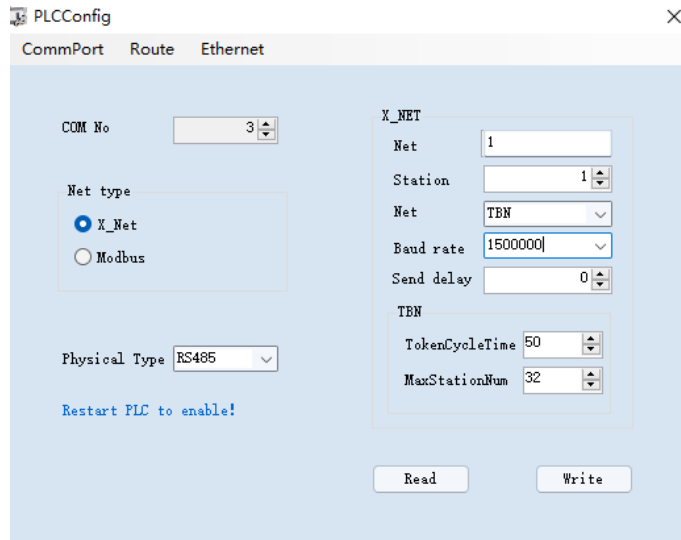 PLCConfig
CommPort Route Ethernet
COM No 3
Net type
X_Net
Modbus
Physical Type RS485
Restart PLC to enable!
X_NET
Net 1
Station 1
Net TBN
Baud rate 1500000
Send delay 0
TBN
TokenCycleTime 50
MaxStationNum 32
Read Write